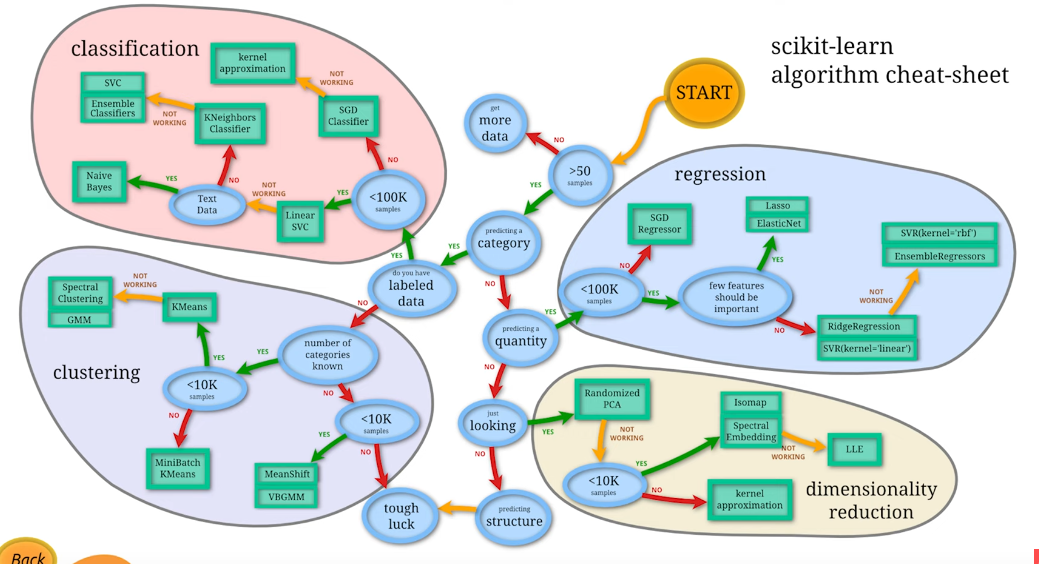 scikit-learn
algorithm cheat-sheet
START
get
more
data
NO
>50
samples
YES
predicting a
category
YES
NO
do you have
labeled
data
YES
NO
predicting a
quantity
YES
NO
just
looking
YES
NO
predicting
structure
tough
luck
classification
kernel
approximation
NOT
WORKING
SGD
Classifier
NO
<100K
samples
YES
Linear
SVC
NOT
WORKING
Text
Data
YES
Naive
Bayes
NO
KNeighbors
Classifier
NOT
WORKING
SVC
Ensemble
Classifiers
regression
<100K
samples
NO
SGD
Regressor
YES
few features
should be
important
YES
Lasso
ElasticNet
NO
RidgeRegression
SVR(kernel='linear')
NOT
WORKING
SVR(kernel='rbf')
EnsembleRegressors
clustering
number of
categories
known
YES
NO
<10K
samples
YES
KMeans
NOT
WORKING
Spectral
Clustering
GMM
NO
MiniBatch
KMeans
<10K
samples
YES
MeanShift
VBGMM
NO
dimensionality
reduction
Randomized
PCA
NOT
WORKING
<10K
samples
YES
Isomap
Spectral
Embedding
NOT
WORKING
LLE
NO
kernel
approximation
Back